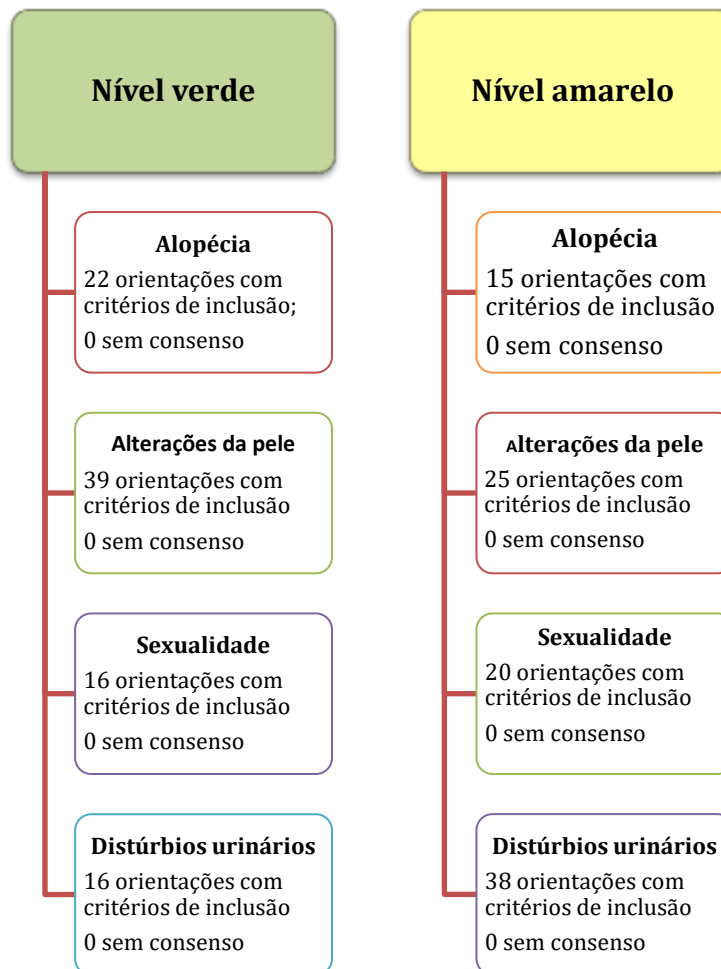 Nível verde
Alopécia
22 orientações com
critérios de inclusão;
0 sem consenso
Alterações da pele
39 orientações com
critérios de inclusão
0 sem consenso
Sexualidade
16 orientações com
critérios de inclusão
0 sem consenso
Distúrbios urinários
16 orientações com
critérios de inclusão
0 sem consenso
Nível amarelo
Alopécia
15 orientações com
critérios de inclusão
0 sem consenso
Alterações da pele
25 orientações com
critérios de inclusão
0 sem consenso
Sexualidade
20 orientações com
critérios de inclusão
0 sem consenso
Distúrbios urinários
38 orientações com
critérios de inclusão
0 sem consenso